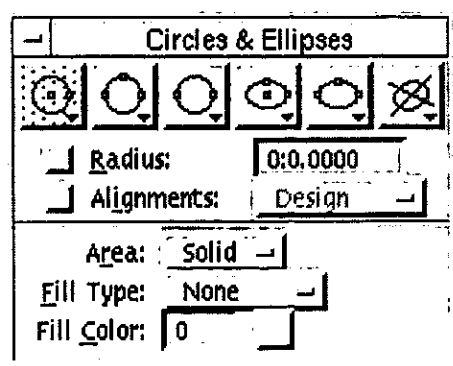 Circles & Ellipses
Radius: 0:0.0000
Alignments: Design
Area: Solid
Fill Type: None
Fill Color: 0